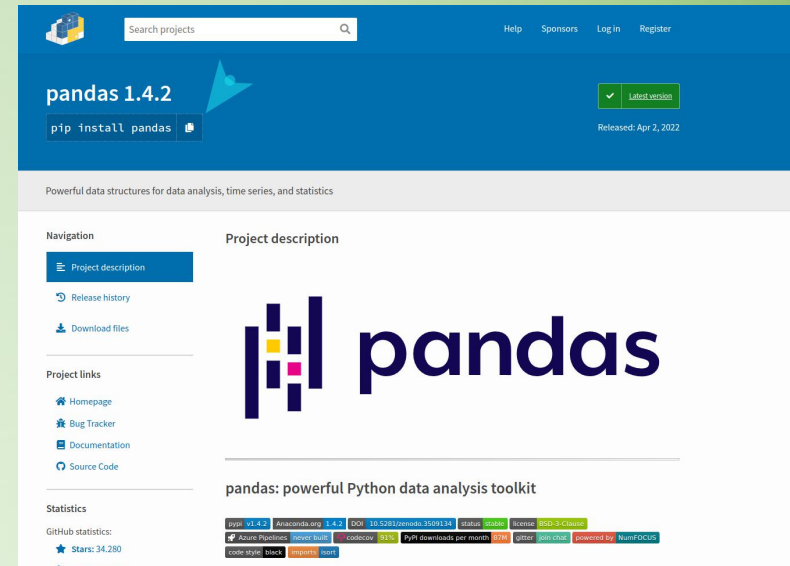 Search projects
Help Sponsors Log in Register
pandas 1.4.2
pip install pandas
Latest version
Released: Apr 2, 2022
Powerful data structures for data analysis, time series, and statistics
Navigation
Project description
Release history
Download files
Project links
Homepage
Bug Tracker
Documentation
Source Code
Statistics
GitHub statistics:
Stars: 34.280
Project description
pandas
pandas: powerful Python data analysis toolkit
pypi v1.4.2 Anaconda.org 1.4.2 DOI 10.5281/zenodo.3509134 status stable license BSD-3-Clause
Azure Pipelines never built codecov 91% PyPI downloads per month 97M gitter join chat powered by NumFOCUS
code style black imports isort